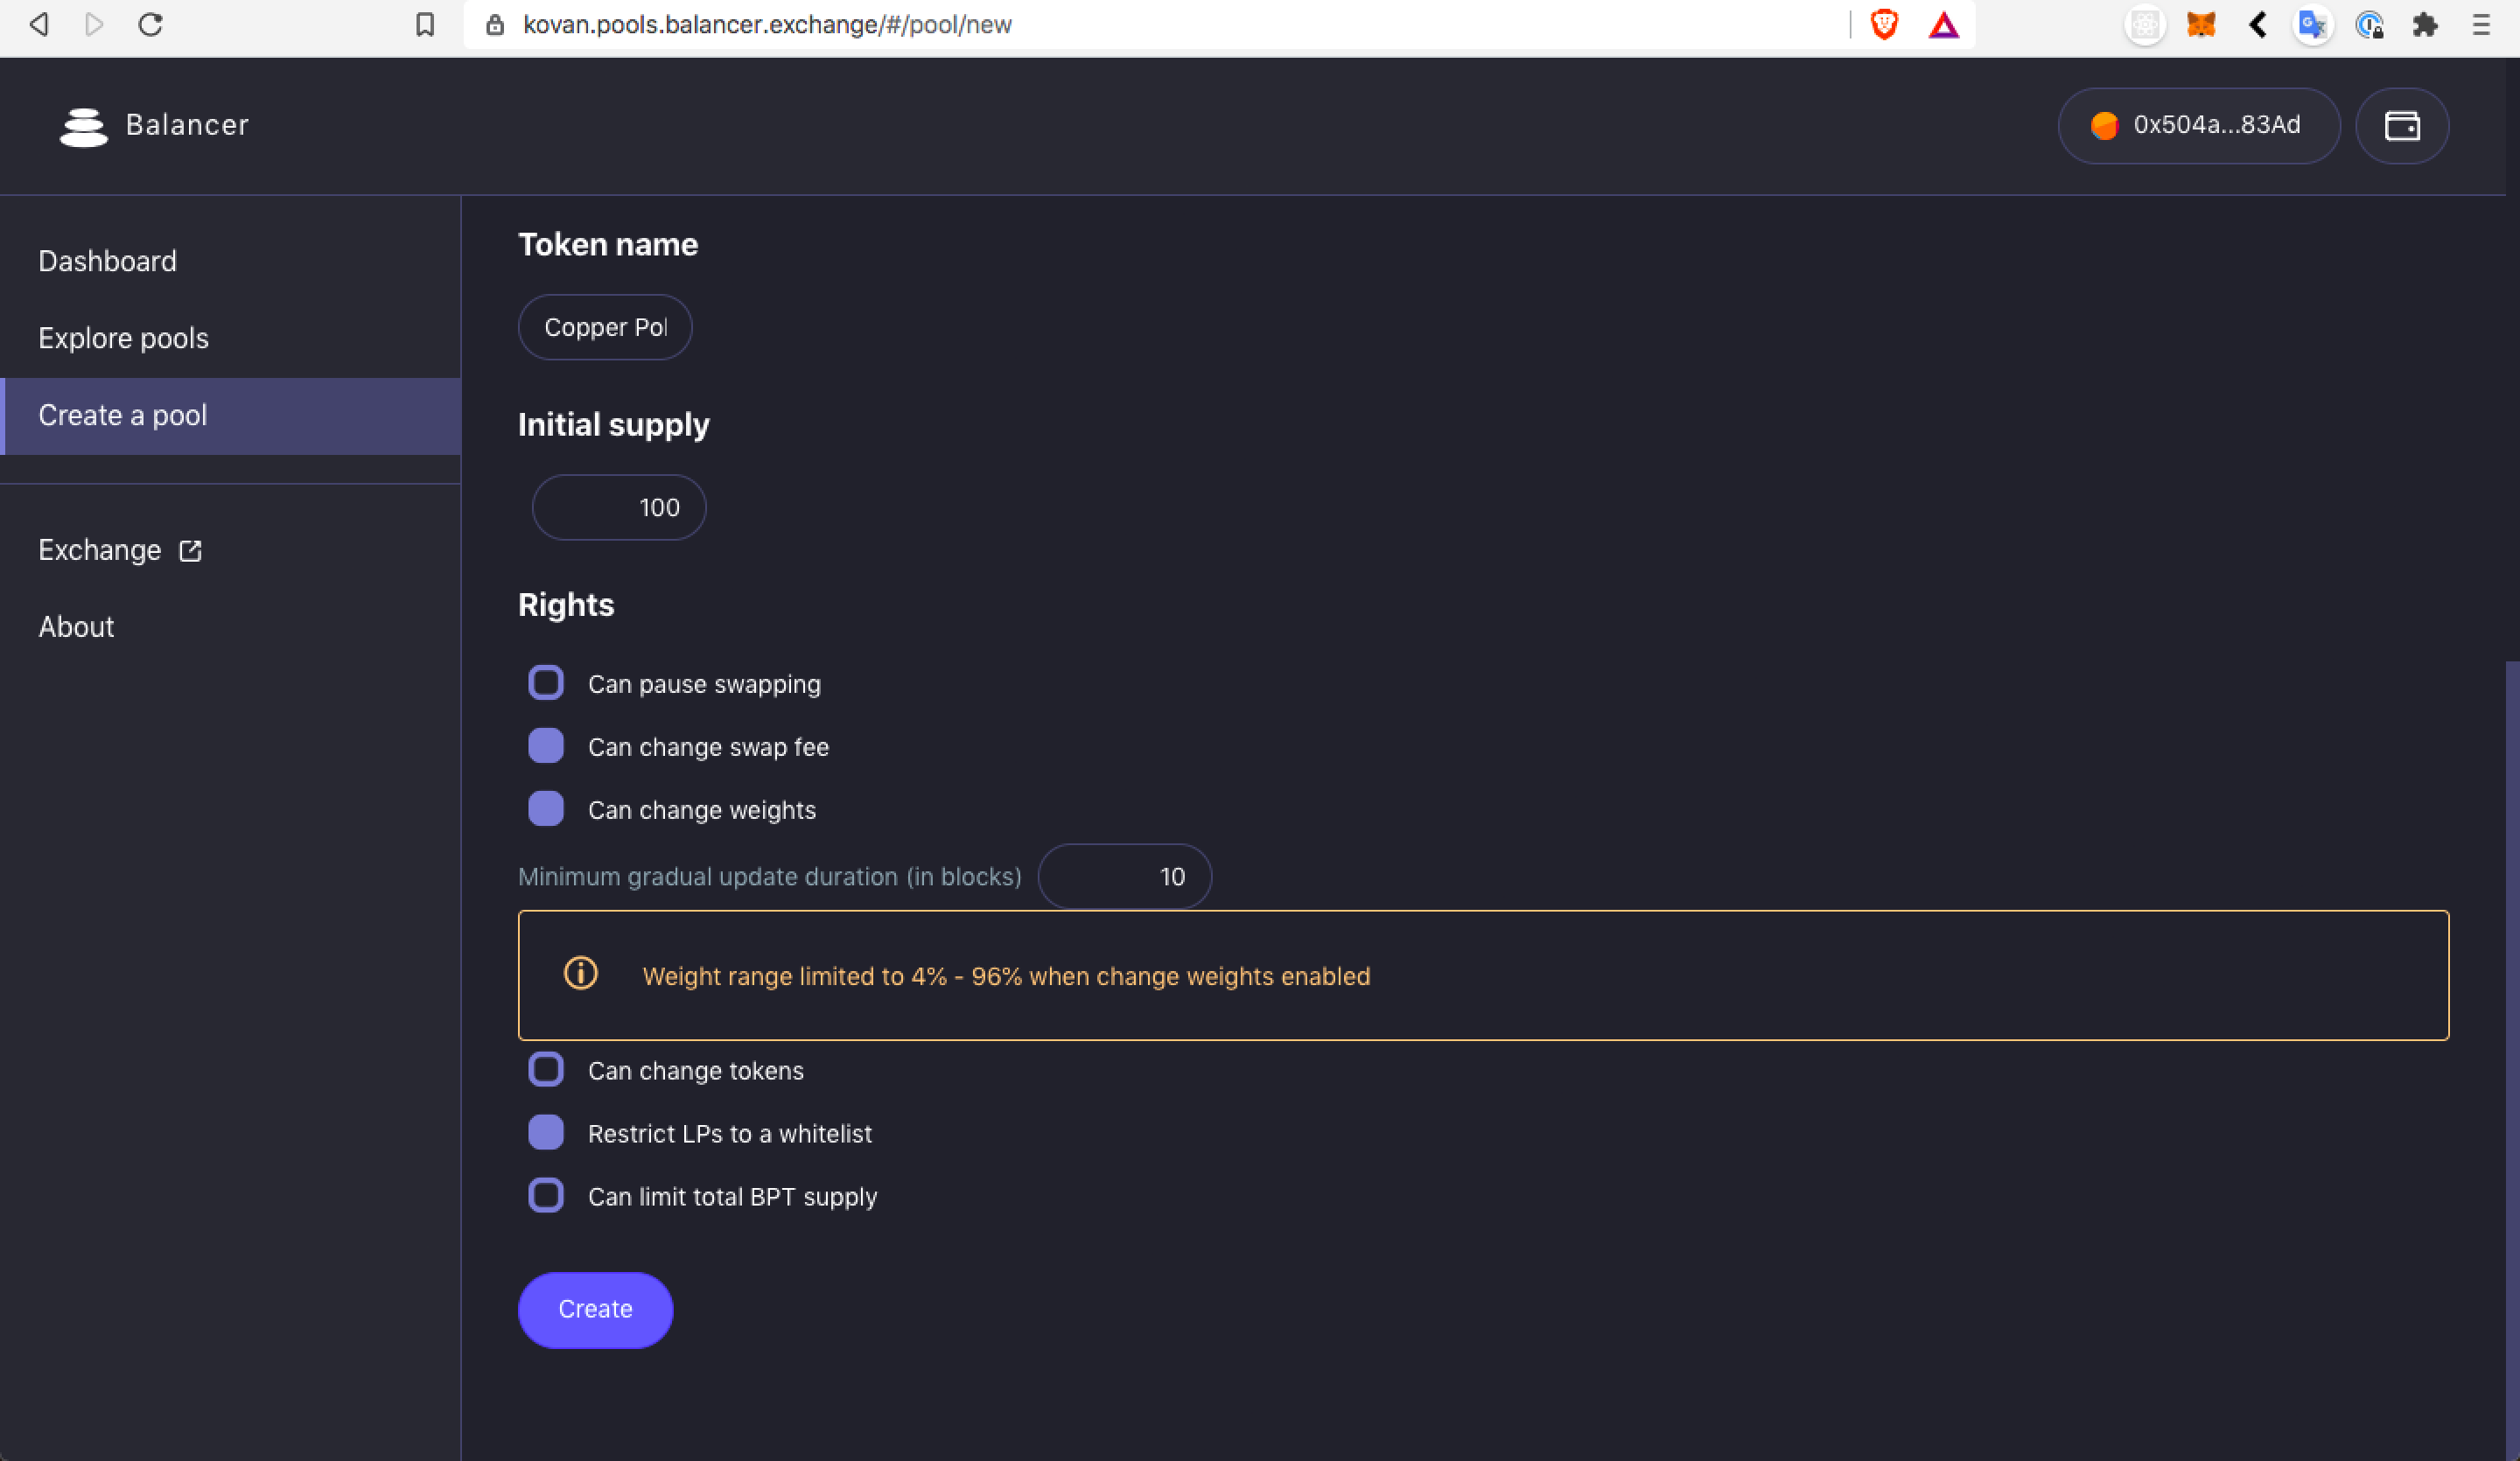 kovan.pools.balancer.exchange/#/pool/new
Balancer
0x504a...83Ad
Dashboard
Explore pools
Create a pool
Exchange
About
Token name
Copper Pol
Initial supply
100
Rights
Can pause swapping
Can change swap fee
Can change weights
Minimum gradual update duration (in blocks) 10
Weight range limited to 4% - 96% when change weights enabled
Can change tokens
Restrict LPs to a whitelist
Can limit total BPT supply
Create